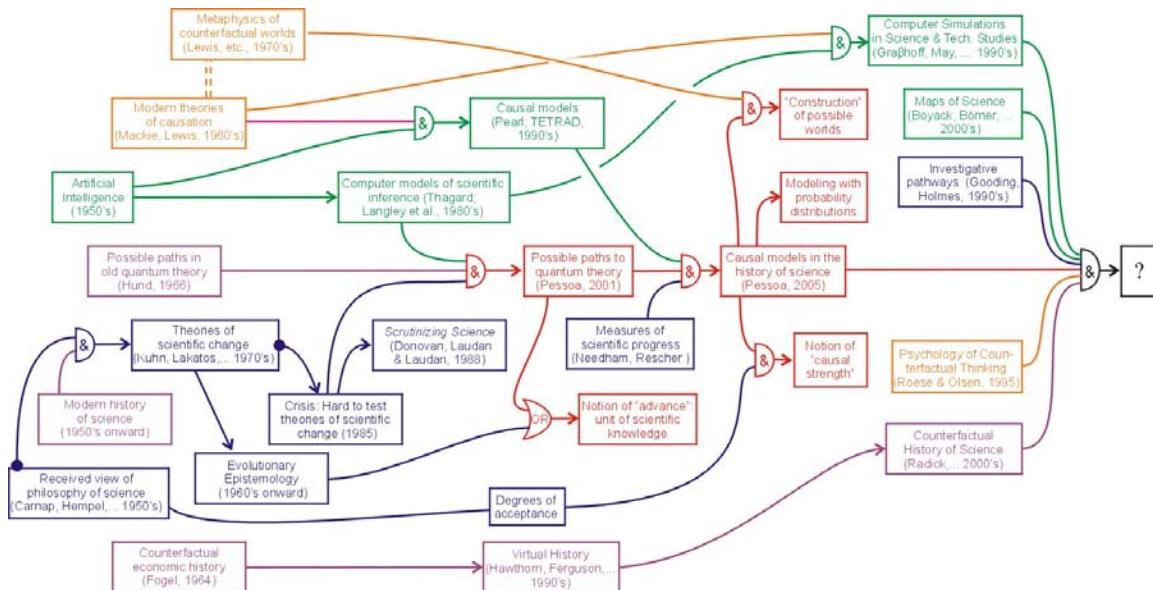 Metaphysics of
counterfactual worlds
(Lewis, etc., 1970's)
&
Computer Simulations
in Science & Tech. Studies
(Graβhoff, May, ... 1990's)
Modern theories
of causation
(Mackie, Lewis, 1960's)
&
Causal models
(Pearl; TETRAD,
1990's)
&
"Construction"
of possible
worlds
Maps of Science
(Boyack, Börner, ...
2000's)
Artificial
Intelligence
(1950's)
Computer models of scientific
inference (Thagard;
Langley et al., 1980's)
Modeling with
probability
distributions
Investigative
pathways (Gooding,
Holmes, 1990's)
Possible paths in
old quantum theory
(Hund, 1966)
&
Possible paths to
quantum theory
(Pessoa, 2001)
&
Causal models in the
history of science
(Pessoa, 2005)
&
?
&
Theories of
scientific change
(Kuhn, Lakatos,... 1970's)
Scrutinizing Science
(Donovan, Laudan
& Laudan, 1988)
Measures of
scientific progress
(Needham, Rescher )
&
Notion of
"causal
strength"
Psychology of Coun-
terfactual Thinking
(Roese & Olsen, 1995)
Modern history
of science
(1950's onward)
Crisis: Hard to test
theories of scientific
change (1985)
OR
Notion of "advance":
unit of scientific
knowledge
Counterfactual
History of Science
(Radick,... 2000's)
Received view of
philosophy of science
(Carnap, Hempel,... 1950's)
Evolutionary
Epistemology
(1960's onward)
Degrees of
acceptance
Counterfactual
economic history
(Fogel, 1964)
Virtual History
(Hawthorn, Ferguson,...
1990's)